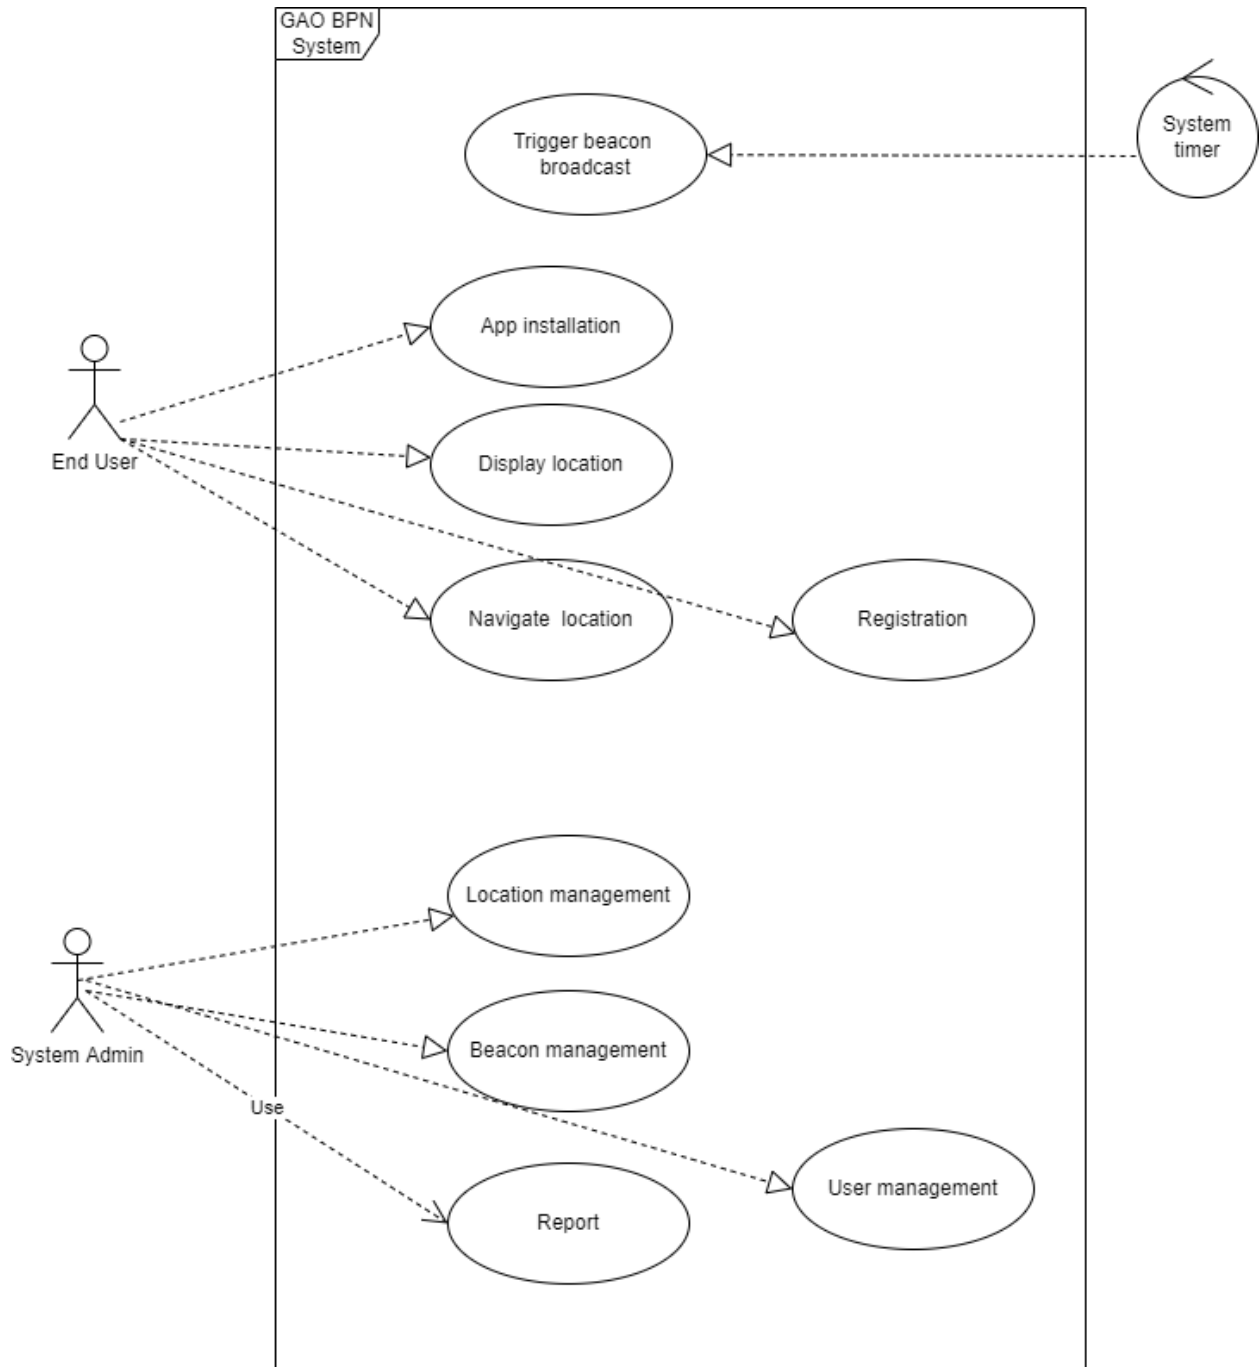 GAO BPN
System
Trigger beacon
broadcast
System
timer
App installation
End User
Display location
Navigate  location
Registration
Location management
System Admin
Beacon management
Use
User management
Report